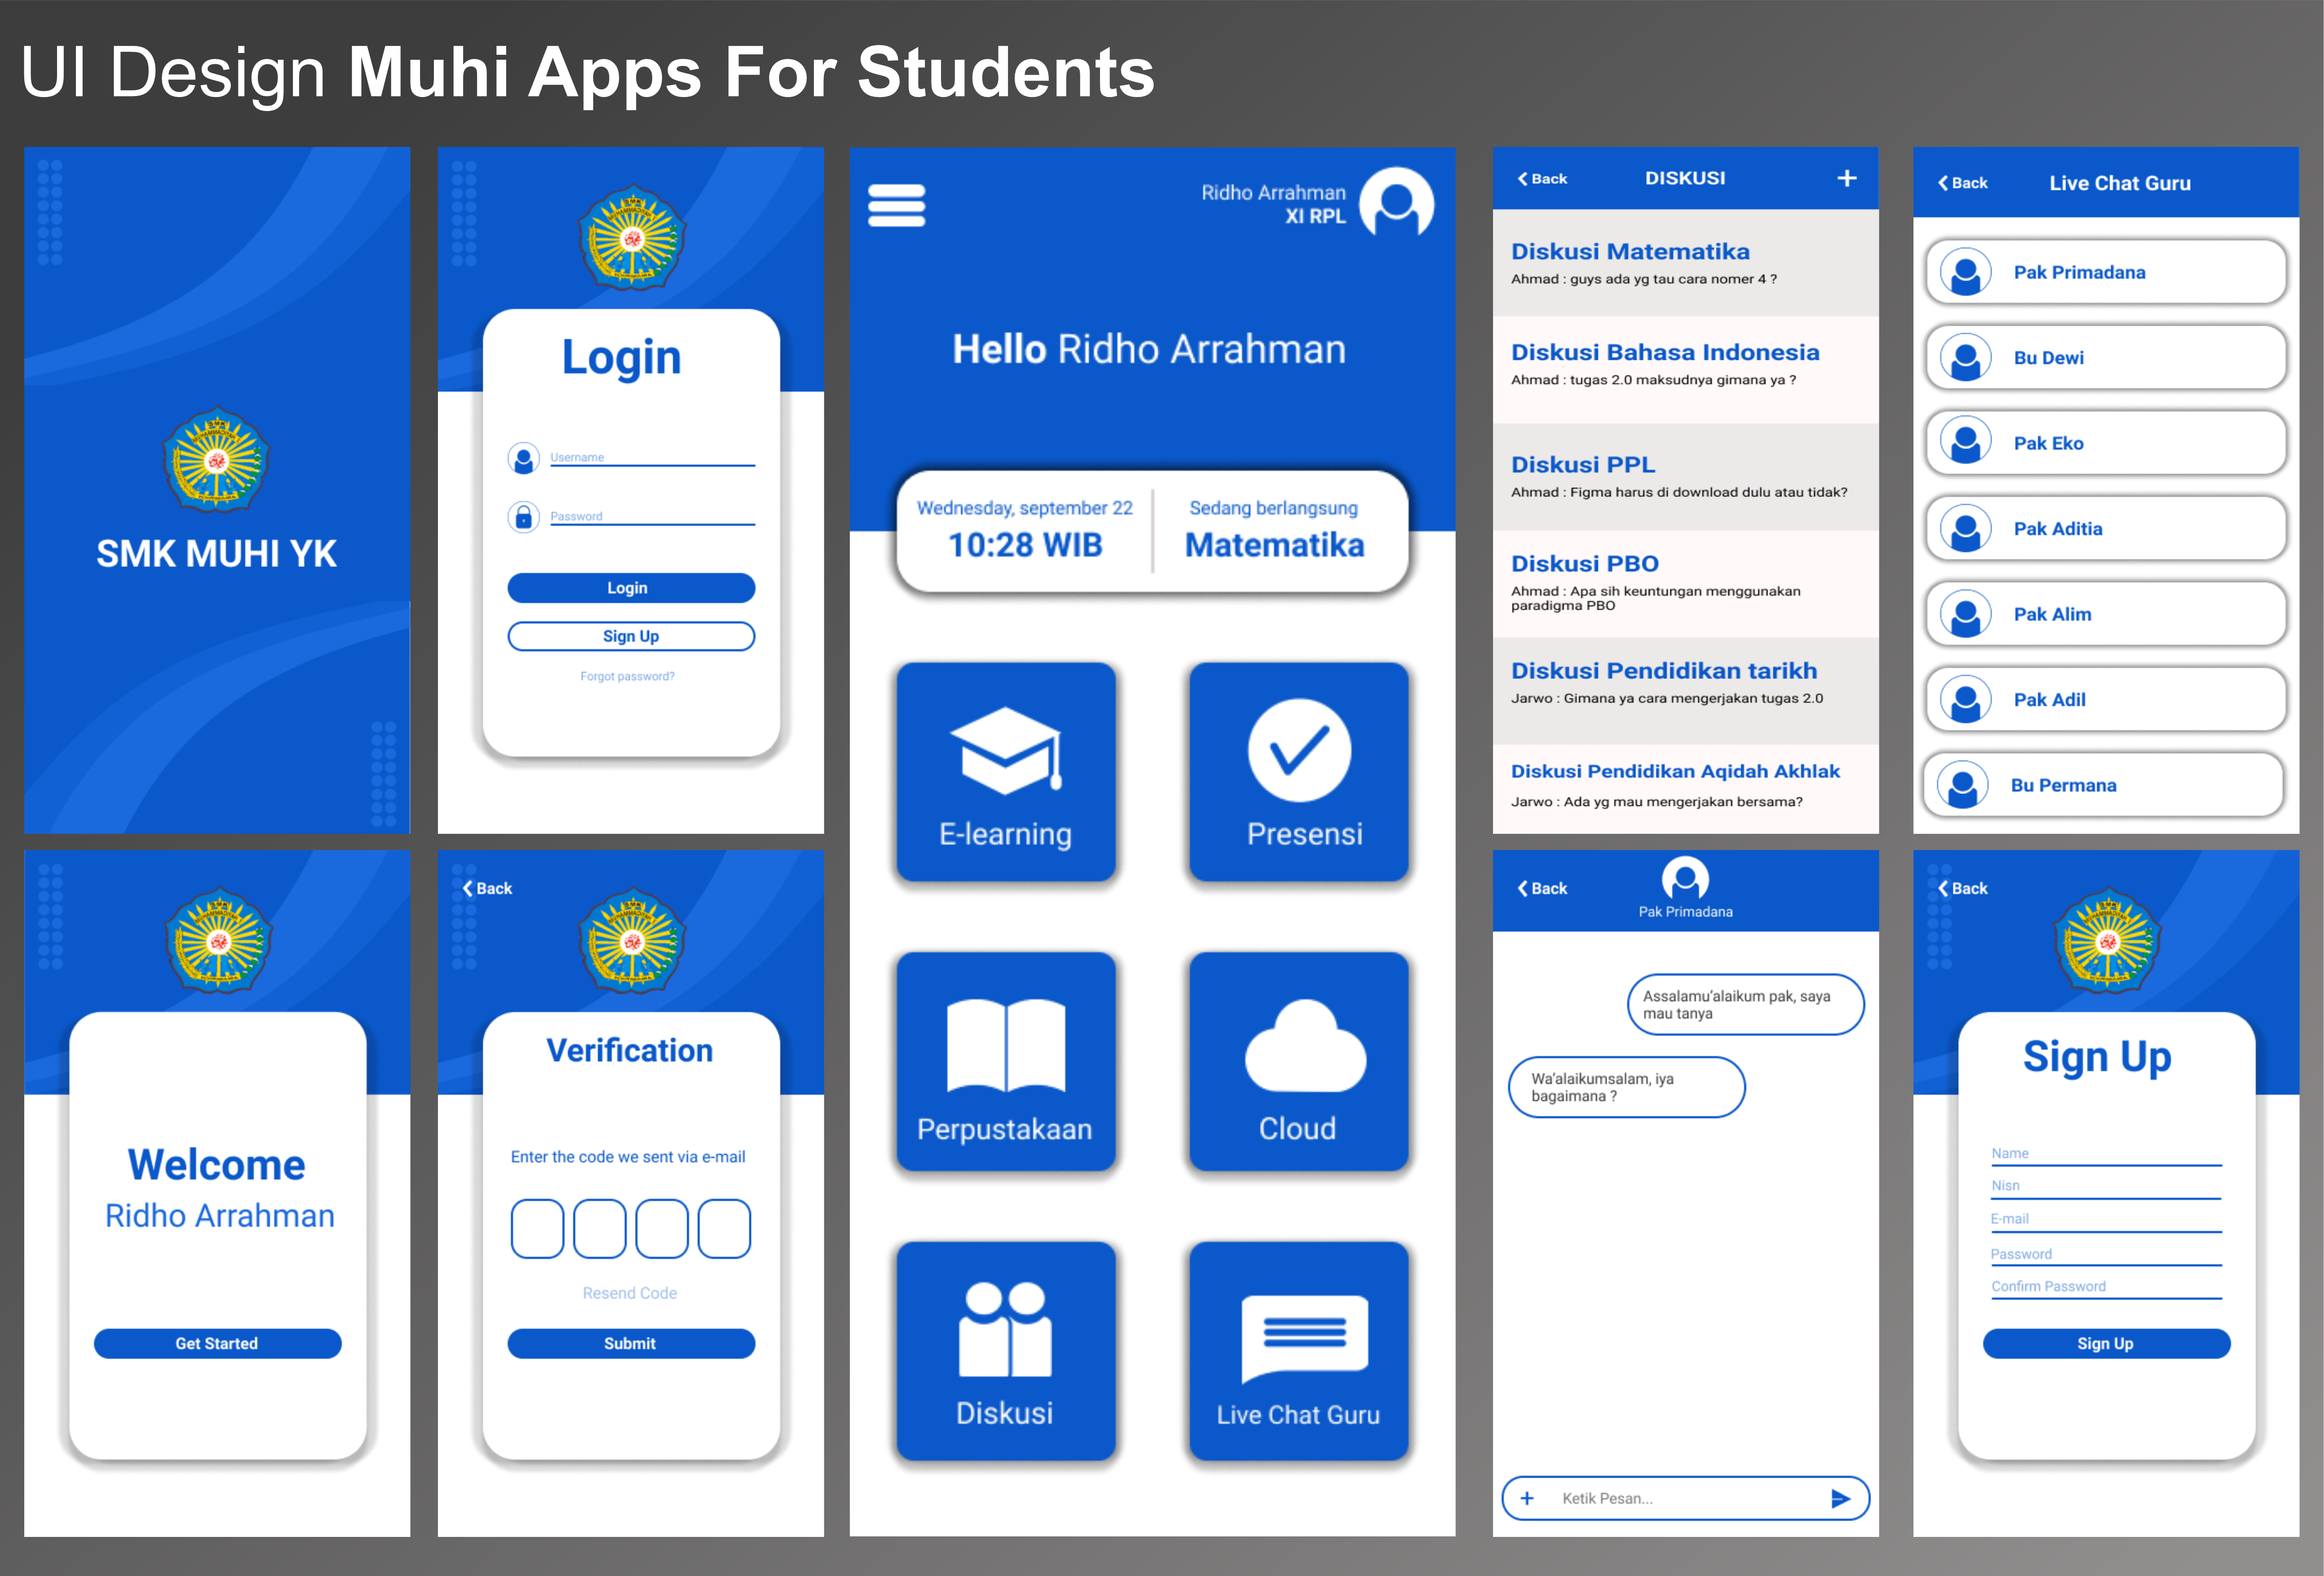 UI Design Muhi Apps For Students
SMK MUHI YK
Login
Username
Password
Login
Sign Up
Forgot password?
Ridho Arrahman
XI RPL
Hello Ridho Arrahman
Wednesday, september 22
10:28 WIB
Sedang berlangsung
Matematika
E-learning
Presensi
Perpustakaan
Cloud
Diskusi
Live Chat Guru
Back
DISKUSI
+
Diskusi Matematika
Ahmad : guys ada yg tau cara nomer 4 ?
Diskusi Bahasa Indonesia
Ahmad : tugas 2.0 maksudnya gimana ya ?
Diskusi PPL
Ahmad : Figma harus di download dulu atau tidak?
Diskusi PBO
Ahmad : Apa sih keuntungan menggunakan
paradigma PBO
Diskusi Pendidikan tarikh
Jarwo : Gimana ya cara mengerjakan tugas 2.0
Diskusi Pendidikan Aqidah Akhlak
Jarwo : Ada yg mau mengerjakan bersama?
Back
Live Chat Guru
Pak Primadana
Bu Dewi
Pak Eko
Pak Aditia
Pak Alim
Pak Adil
Bu Permana
Welcome
Ridho Arrahman
Get Started
Back
Verification
Enter the code we sent via e-mail
Resend Code
Submit
Back
Pak Primadana
Assalamu'alaikum pak, saya
mau tanya
Wa'alaikumsalam, iya
bagaimana ?
+ Ketik Pesan...
Back
Sign Up
Name
Nisn
E-mail
Password
Confirm Password
Sign Up